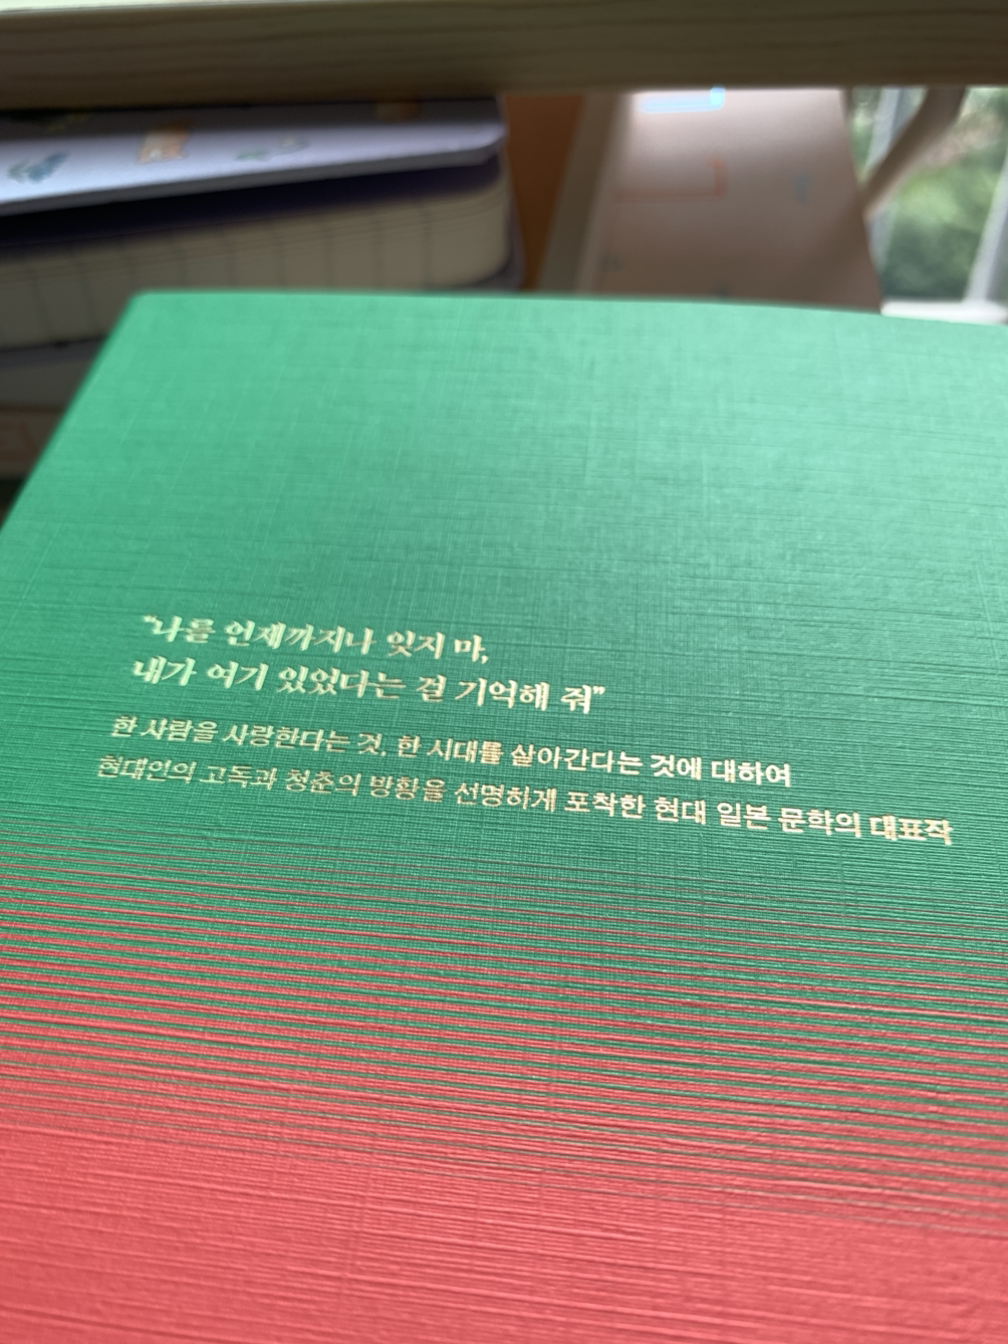 “나를 언제까지나 잊지 마,
내가 여기 있었다는 걸 기억해 줘”
한 사람을 사랑한다는 것, 한 시대를 살아간다는 것에 대하여
현대인의 고독과 청춘의 방황을 선명하게 포착한 현대 일본 문학의 대표작